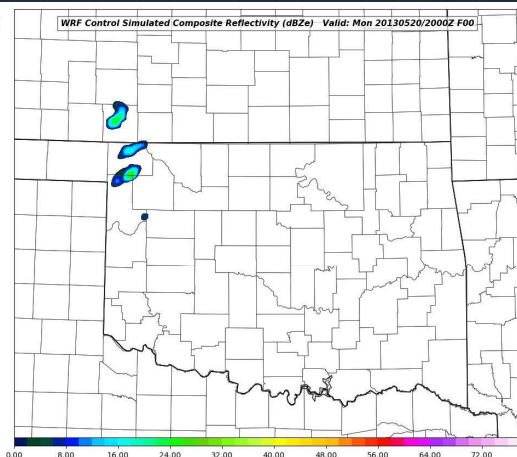 WRF Control Simulated Composite Reflectivity (dBZe) Valid: Mon 20130520/2000Z F00
0.00 8.00 16.00 24.00 32.00 40.00 48.00 56.00 64.00 72.00